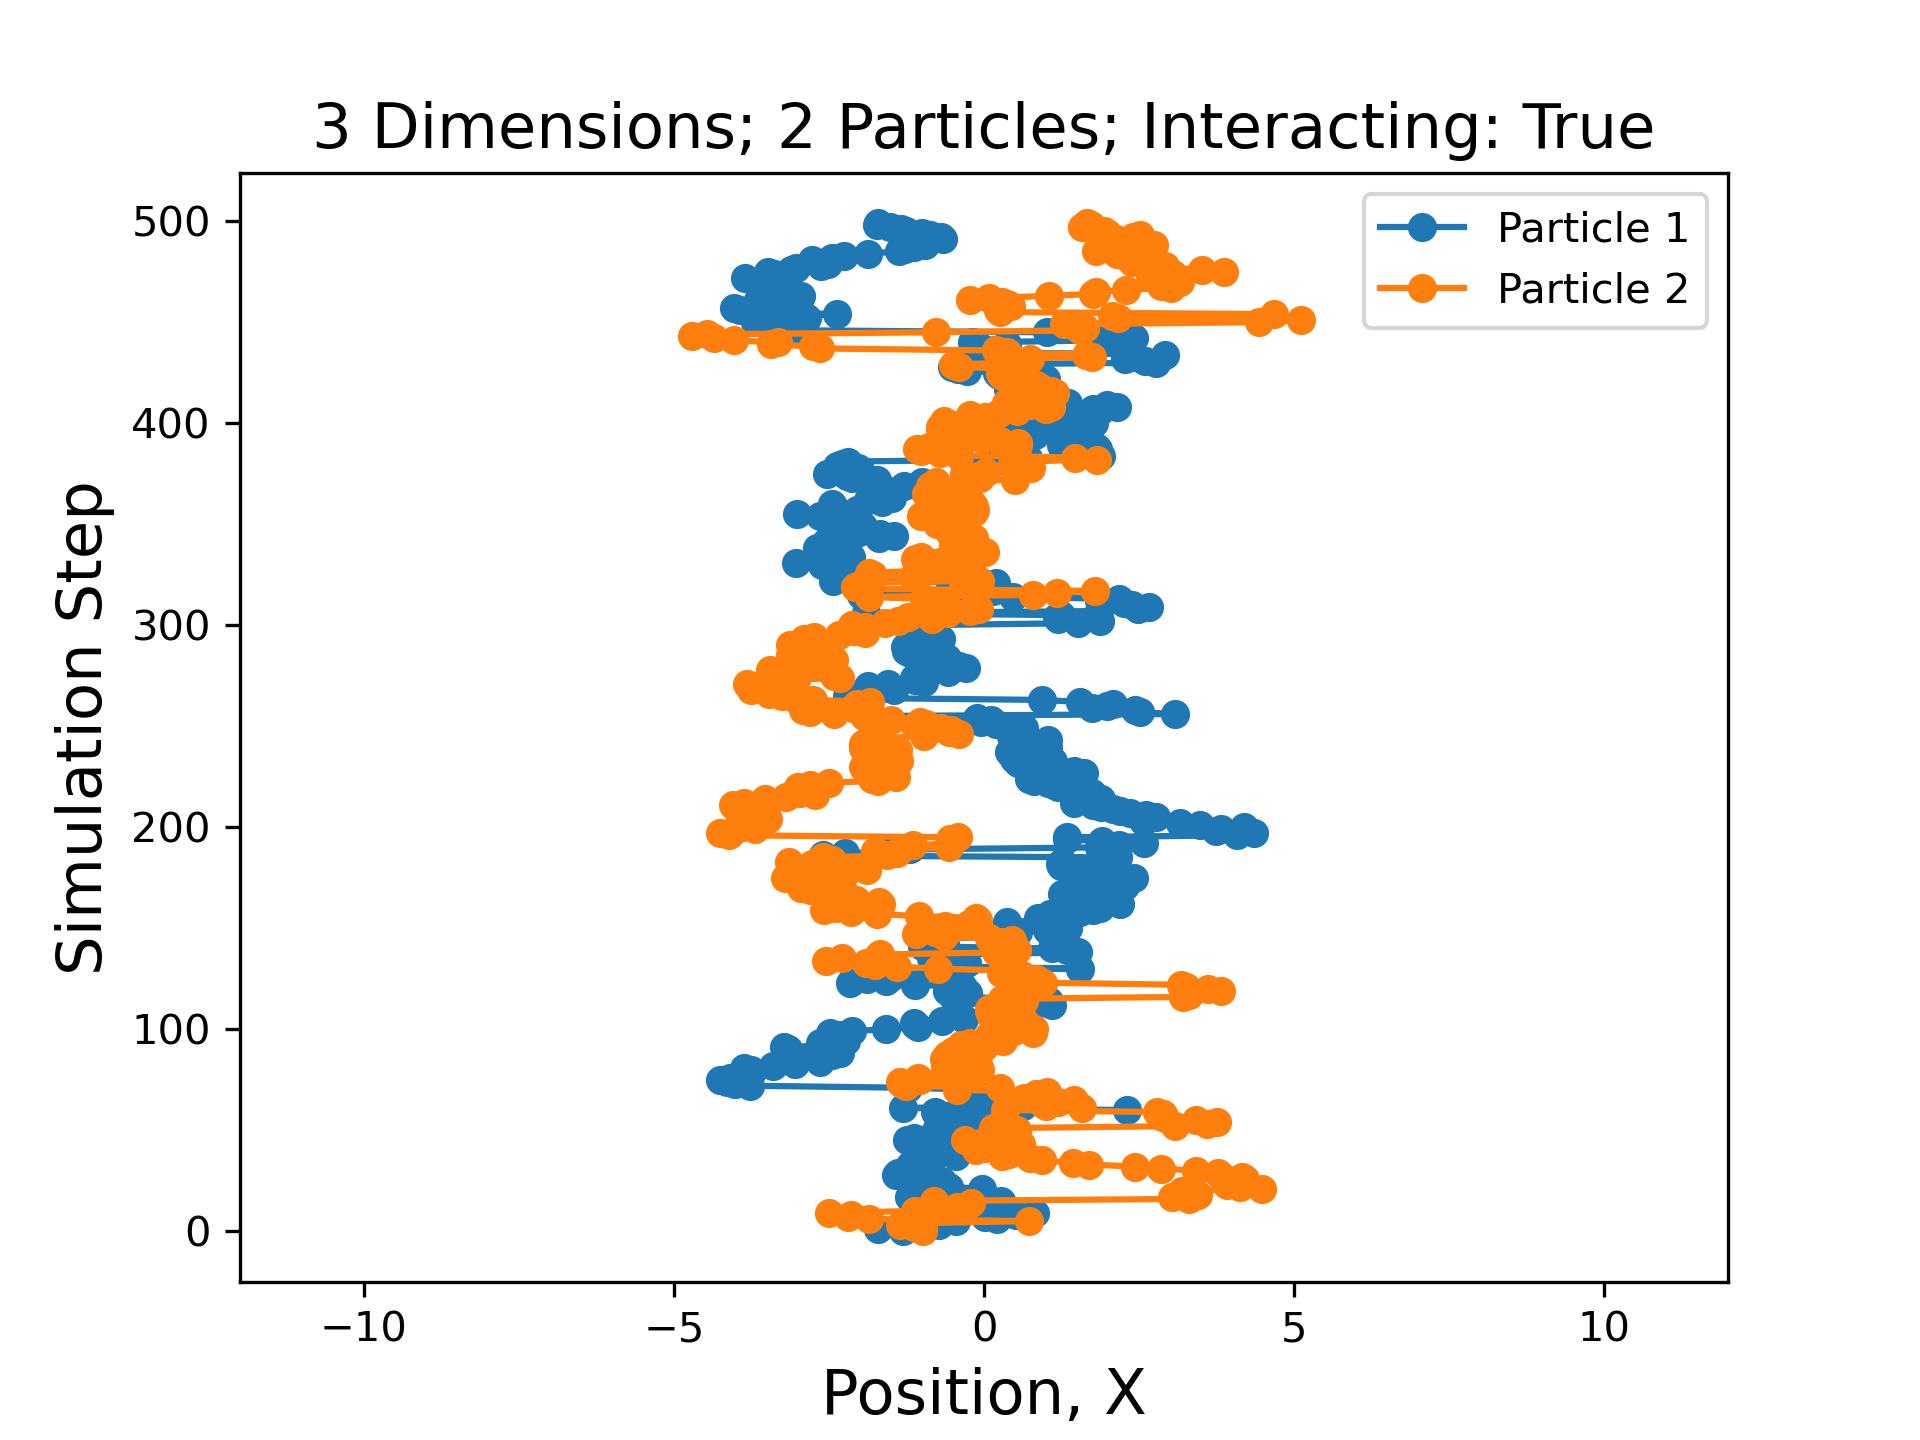 3 Dimensions; 2 Particles; Interacting: True
Particle 1
Particle 2
Simulation Step
500
400
300
200
100
0
−10
−5
0
5
10
Position, X